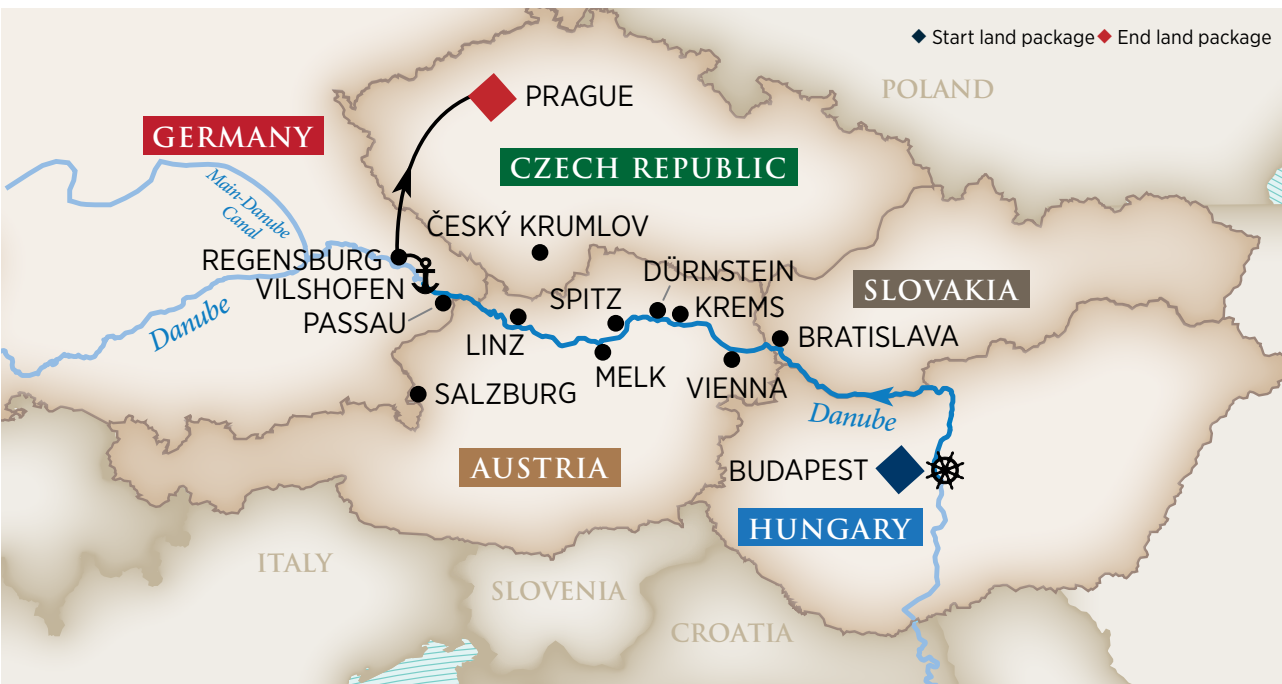 Start land package
End land package
POLAND
PRAGUE
GERMANY
CZECH REPUBLIC
Main-Danube
Canal
ČESKÝ KRUMLOV
REGENSBURG
VILSHOFEN
PASSAU
Danube
DÜRNSTEIN
SPITZ
KREMS
SLOVAKIA
LINZ
MELK
VIENNA
BRATISLAVA
SALZBURG
Danube
AUSTRIA
BUDAPEST
HUNGARY
ITALY
SLOVENIA
CROATIA